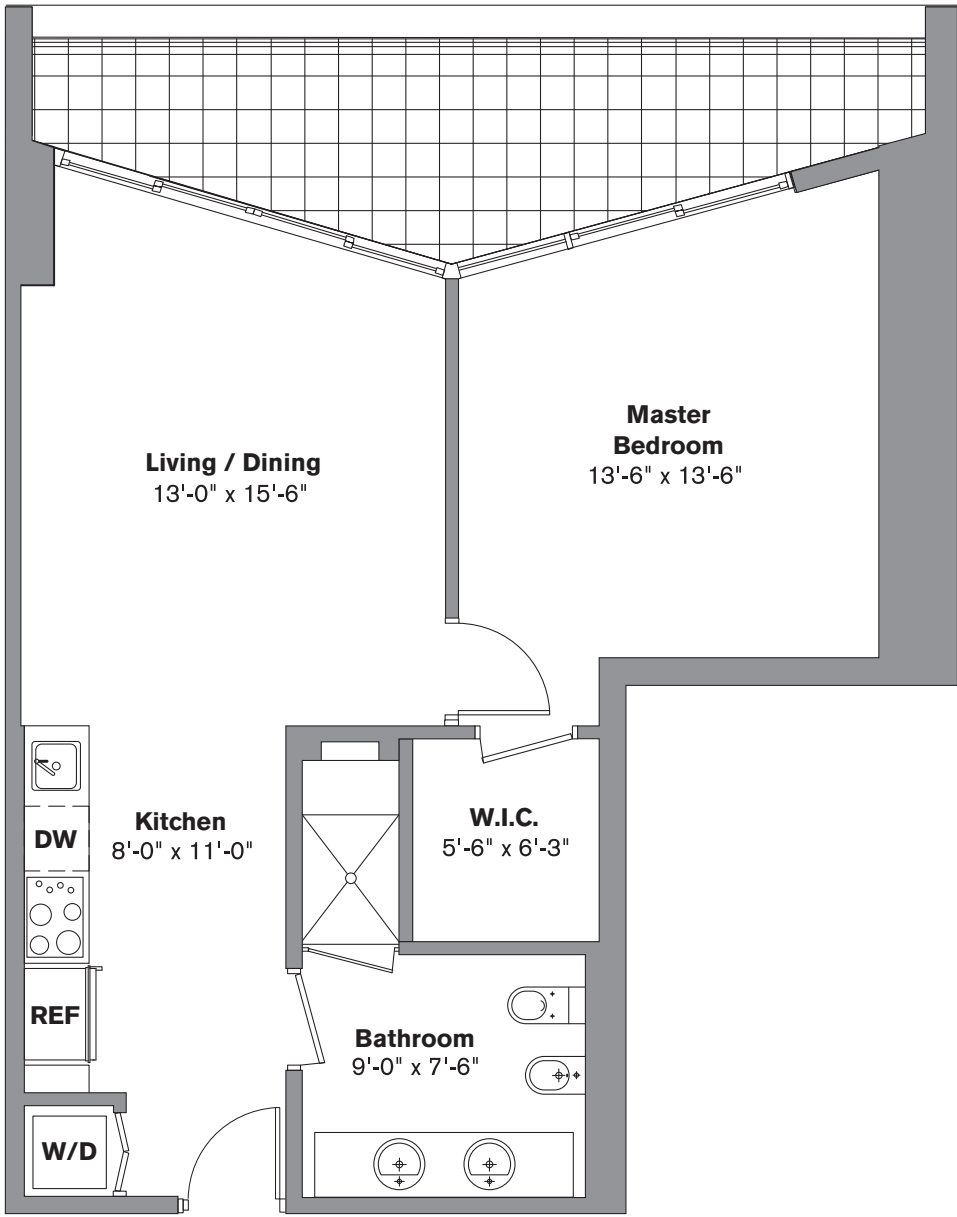 Master
Bedroom
13'-6" x 13'-6"
Living / Dining
13'-0" x 15'-6"
Kitchen
8'-0" x 11'-0"
DW
W.I.C.
5'-6" x 6'-3"
REF
Bathroom
9'-0" x 7'-6"
W/D